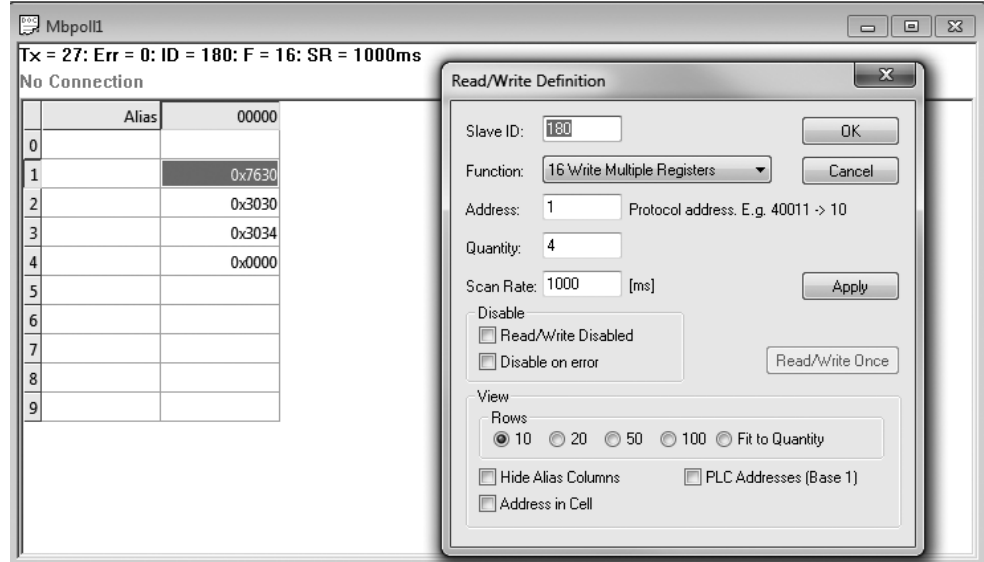 Mbpoll1
Tx = 27: Err = 0: ID = 180: F = 16: SR = 1000ms
No Connection
Alias 00000
0
1 0x7630
2 0x3030
3 0x3034
4 0x0000
5
6
7
8
9
Read/Write Definition
Slave ID: 180 OK
Function: 16 Write Multiple Registers Cancel
Address: 1 Protocol address. E.g. 40011 -> 10
Quantity: 4
Scan Rate: 1000 [ms] Apply
Disable
Read/Write Disabled
Disable on error Read/Write Once
View
Rows
10 20 50 100 Fit to Quantity
Hide Alias Columns PLC Addresses (Base 1)
Address in Cell